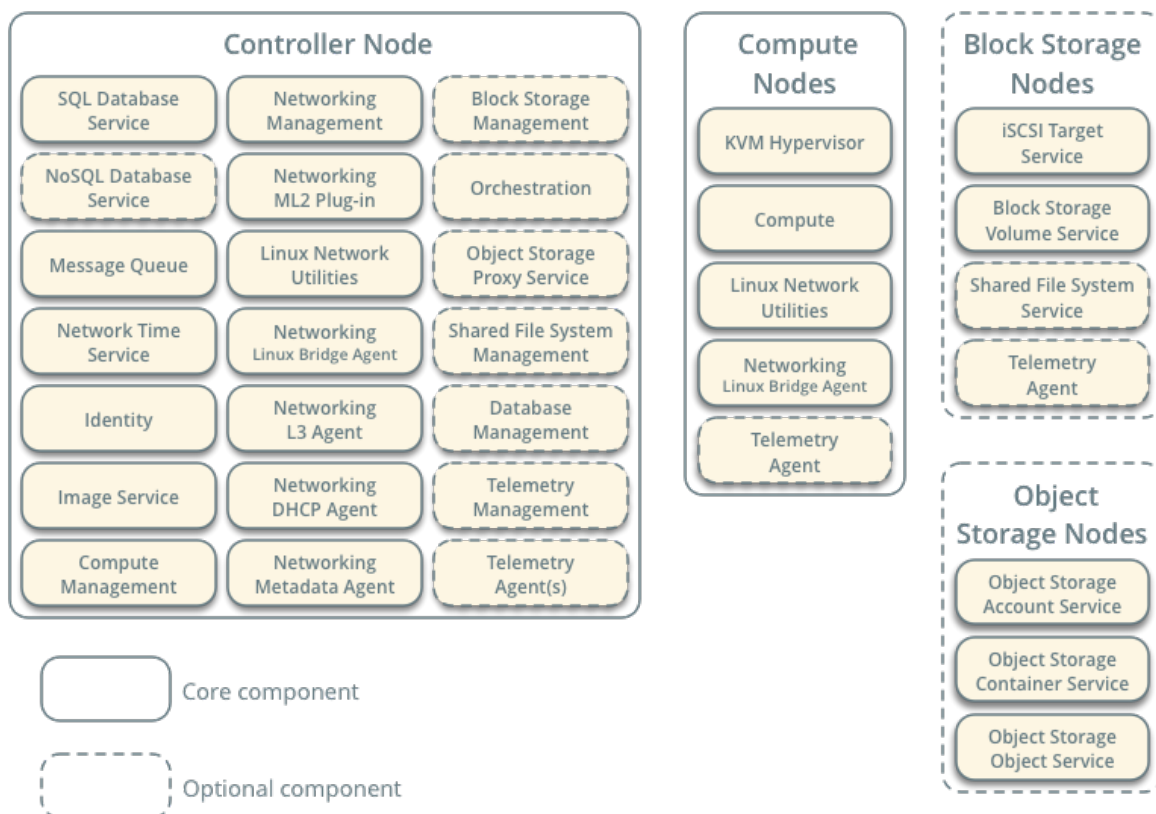 Controller Node
SQL Database
Service
Networking
Management
Block Storage
Management
NoSQL Database
Service
Networking
ML2 Plug-in
Orchestration
Message Queue
Linux Network
Utilities
Object Storage
Proxy Service
Network Time
Service
Networking
Linux Bridge Agent
Shared File System
Management
Identity
Networking
L3 Agent
Database
Management
Image Service
Networking
DHCP Agent
Telemetry
Management
Compute
Management
Networking
Metadata Agent
Telemetry
Agent(s)
Compute
Nodes
KVM Hypervisor
Compute
Linux Network
Utilities
Networking
Linux Bridge Agent
Telemetry
Agent
Block Storage
Nodes
iSCSI Target
Service
Block Storage
Volume Service
Shared File System
Service
Telemetry
Agent
Object
Storage Nodes
Object Storage
Account Service
Object Storage
Container Service
Object Storage
Object Service
Core component
Optional component